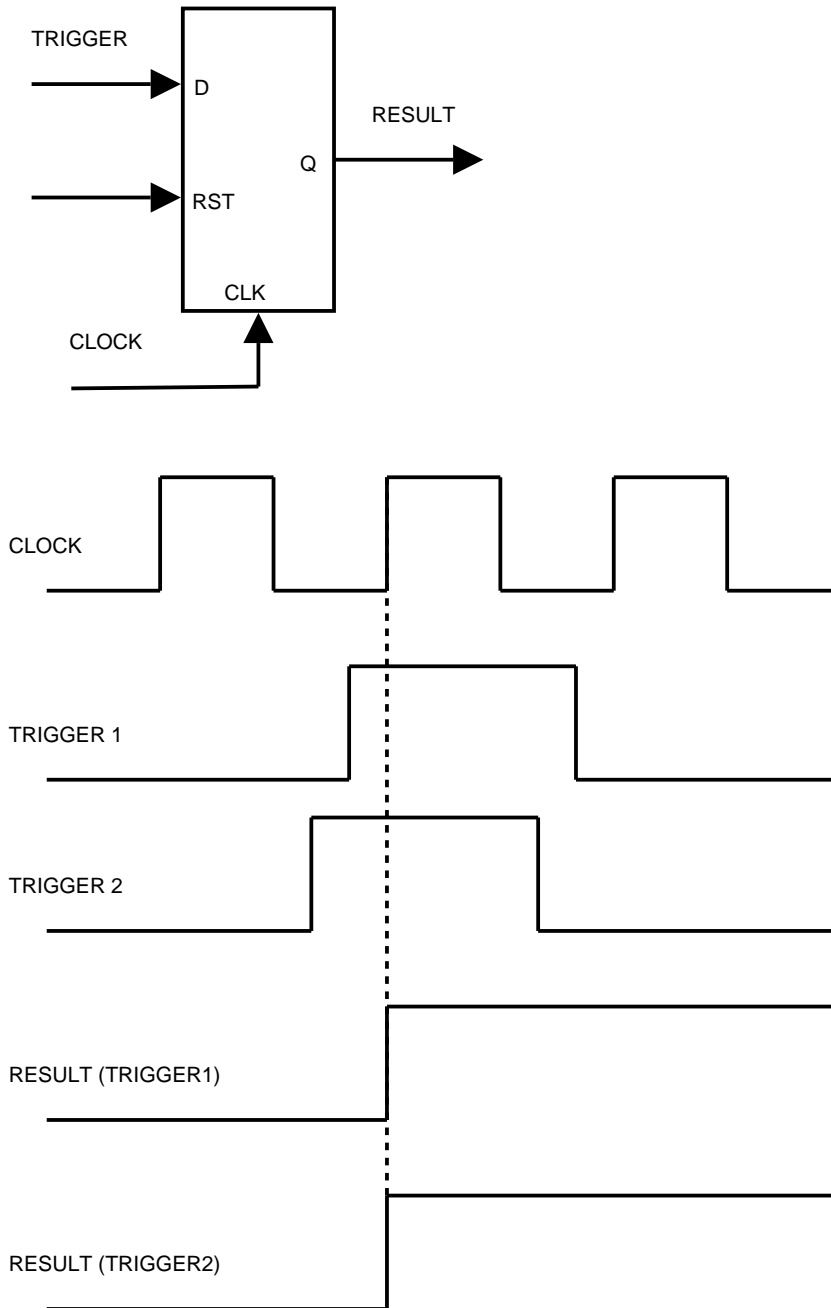 TRIGGER
D
RESULT
Q
RST
CLK
CLOCK
CLOCK
TRIGGER 1
TRIGGER 2
RESULT (TRIGGER1)
RESULT (TRIGGER2)